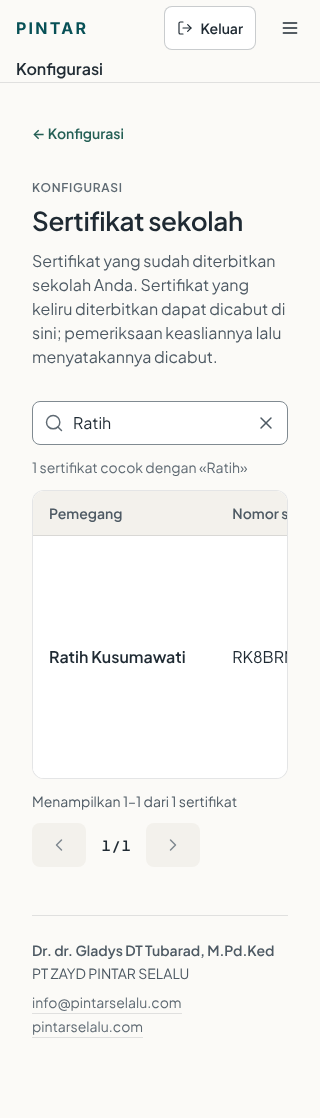 PINTAR
Keluar
Konfigurasi
← Konfigurasi
KONFIGURASI
Sertifikat sekolah
Sertifikat yang sudah diterbitkan
sekolah Anda. Sertifikat yang
keliru diterbitkan dapat dicabut di
sini; pemeriksaan keasliannya lalu
menyatakannya dicabut.
Ratih
1 sertifikat cocok dengan «Ratih»
Pemegang Nomor s
Ratih Kusumawati RK8BR
Menampilkan 1–1 dari 1 sertifikat
1/1
Dr. dr. Gladys DT Tubarad, M.Pd.Ked
PT ZAYD PINTAR SELALU
info@pintarselalu.com
pintarselalu.com